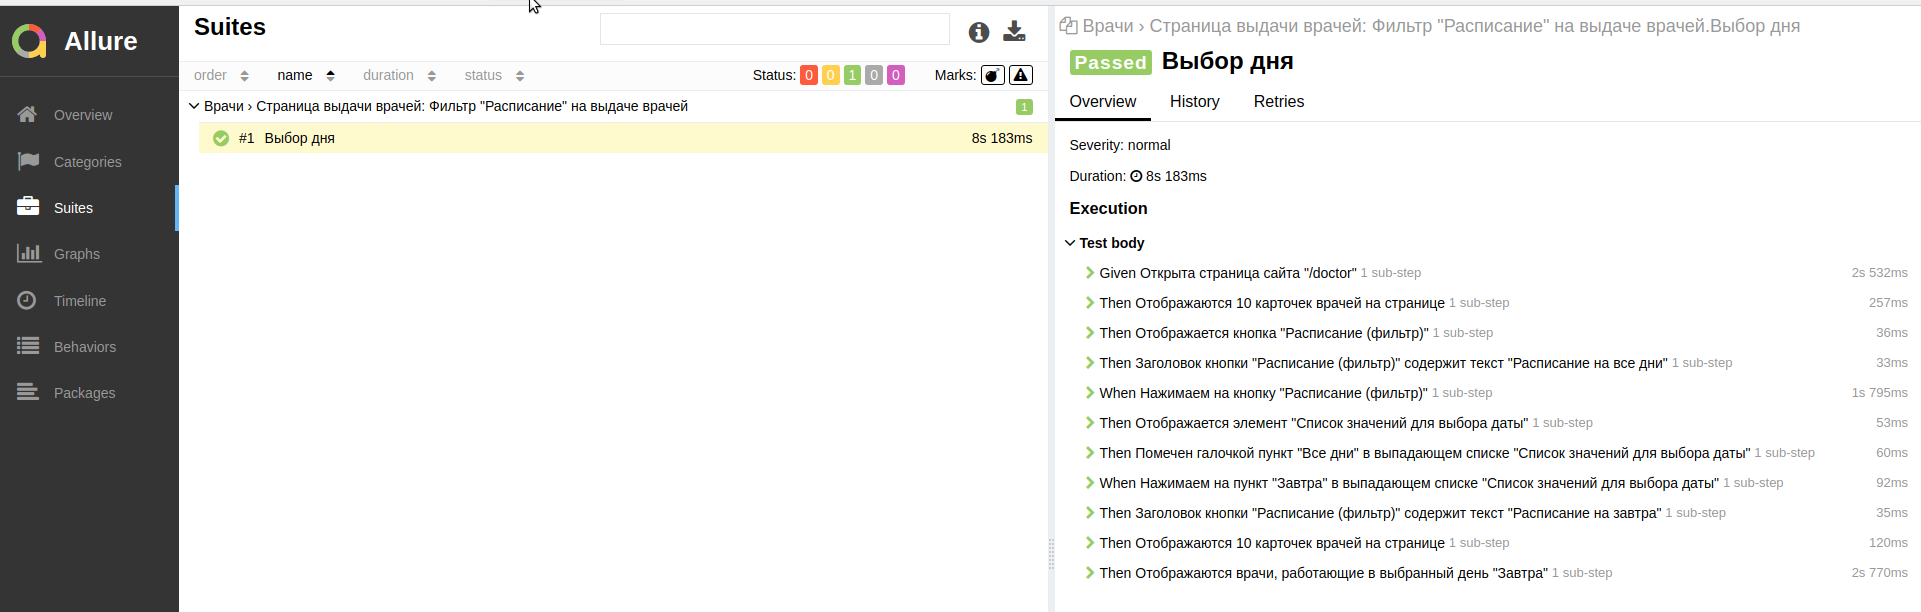 Allure
Overview
Categories
Suites
Graphs
Timeline
Behaviors
Packages
Suites
order name duration status Status: 0 0 1 0 0 Marks:
Врачи › Страница выдачи врачей: Фильтр "Расписание" на выдаче врачей 1
#1 Выбор дня 8s 183ms
Врачи › Страница выдачи врачей: Фильтр "Расписание" на выдаче врачей.Выбор дня
Passed Выбор дня
Overview History Retries
Severity: normal
Duration: 8s 183ms
Execution
Test body
Given Открыта страница сайта "/doctor" 1 sub-step 2s 532ms
Then Отображаются 10 карточек врачей на странице 1 sub-step 257ms
Then Отображается кнопка "Расписание (фильтр)" 1 sub-step 36ms
Then Заголовок кнопки "Расписание (фильтр)" содержит текст "Расписание на все дни" 1 sub-step 33ms
When Нажимаем на кнопку "Расписание (фильтр)" 1 sub-step 1s 795ms
Then Отображается элемент "Список значений для выбора даты" 1 sub-step 53ms
Then Помечен галочкой пункт "Все дни" в выпадающем списке "Список значений для выбора даты" 1 sub-step 60ms
When Нажимаем на пункт "Завтра" в выпадающем списке "Список значений для выбора даты" 1 sub-step 92ms
Then Заголовок кнопки "Расписание (фильтр)" содержит текст "Расписание на завтра" 1 sub-step 35ms
Then Отображаются 10 карточек врачей на странице 1 sub-step 120ms
Then Отображаются врачи, работающие в выбранный день "Завтра" 1 sub-step 2s 770ms